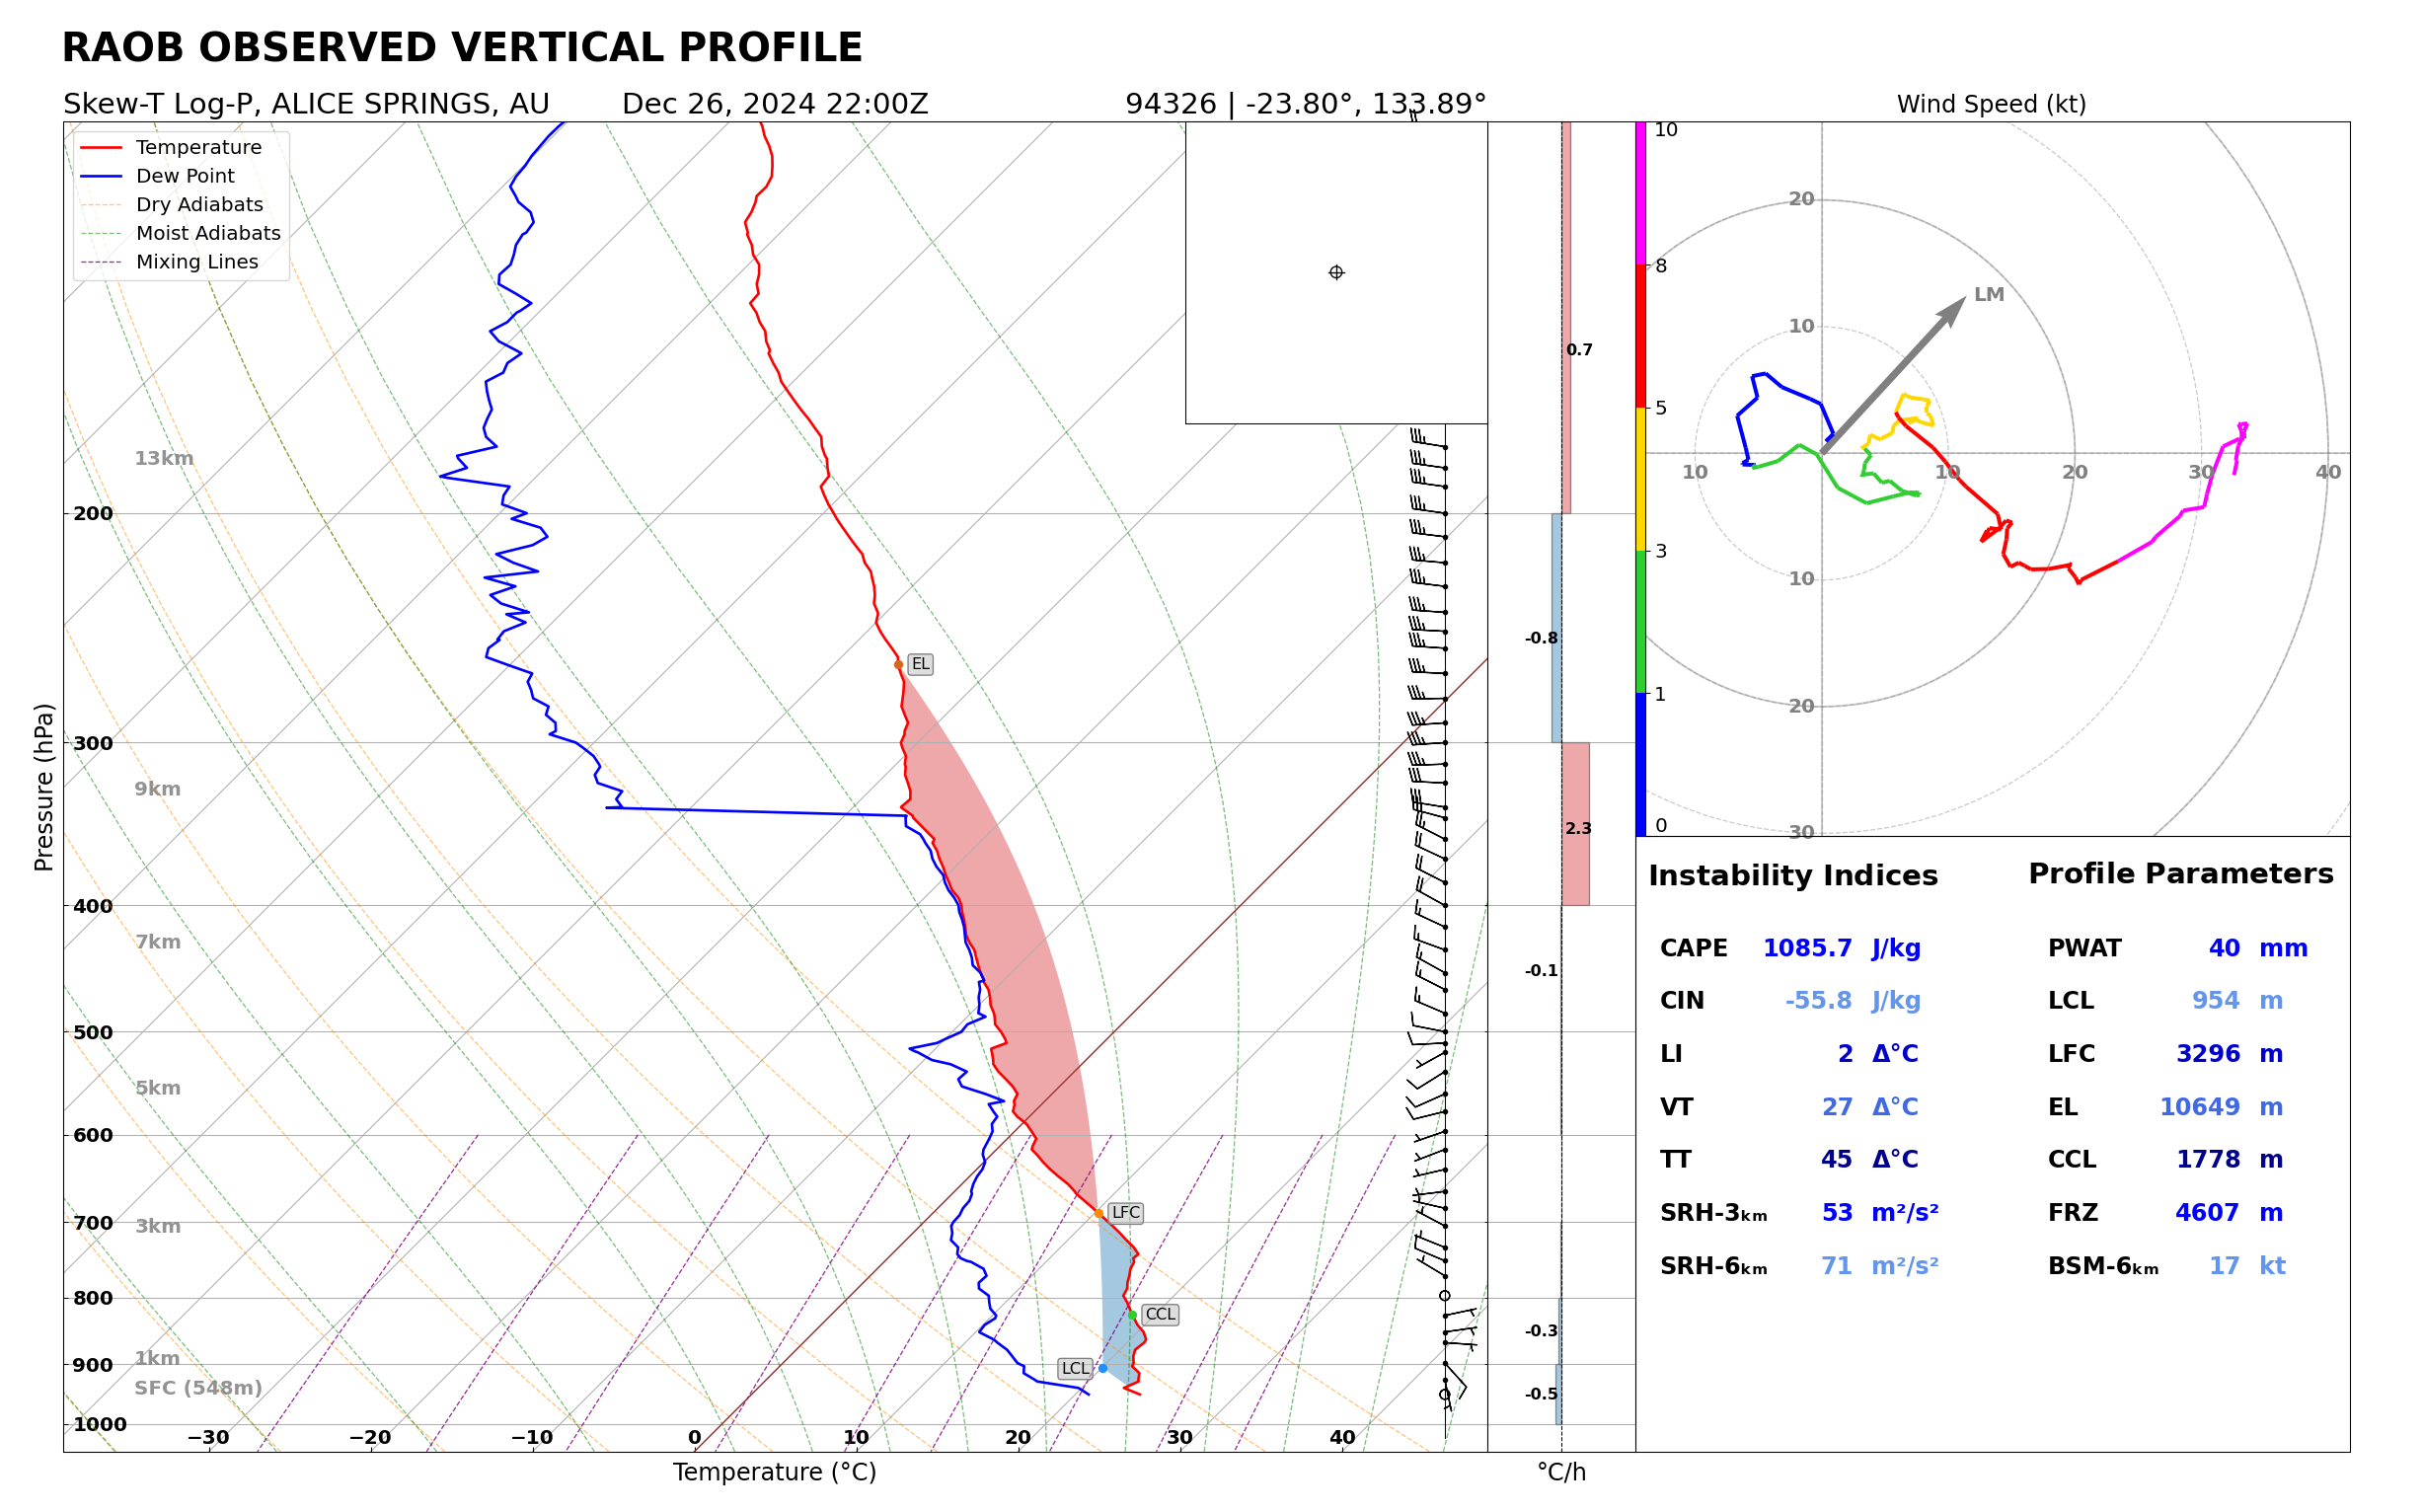 RAOB OBSERVED VERTICAL PROFILE
Skew-T Log-P, ALICE SPRINGS, AU Dec 26, 2024 22:00Z 94326 | -23.80°, 133.89°
Wind Speed (kt)
Temperature
Dew Point
Dry Adiabats
Moist Adiabats
Mixing Lines
13km
9km
7km
5km
3km
1km
SFC (548m)
200
300
400
500
600
700
800
900
1000
Pressure (hPa)
−30 −20 −10 0 10 20 30 40
Temperature (°C)
EL
LFC
CCL
LCL
0.7
-0.8
2.3
-0.1
-0.3
-0.5
°C/h
10
8
5
3
1
0
20
10
LM
10 10 20 30 40
10
20
30
Instability Indices
CAPE 1085.7 J/kg
CIN -55.8 J/kg
LI 2 Δ°C
VT 27 Δ°C
TT 45 Δ°C
SRH-3km 53 m²/s²
SRH-6km 71 m²/s²
Profile Parameters
PWAT 40 mm
LCL 954 m
LFC 3296 m
EL 10649 m
CCL 1778 m
FRZ 4607 m
BSM-6km 17 kt